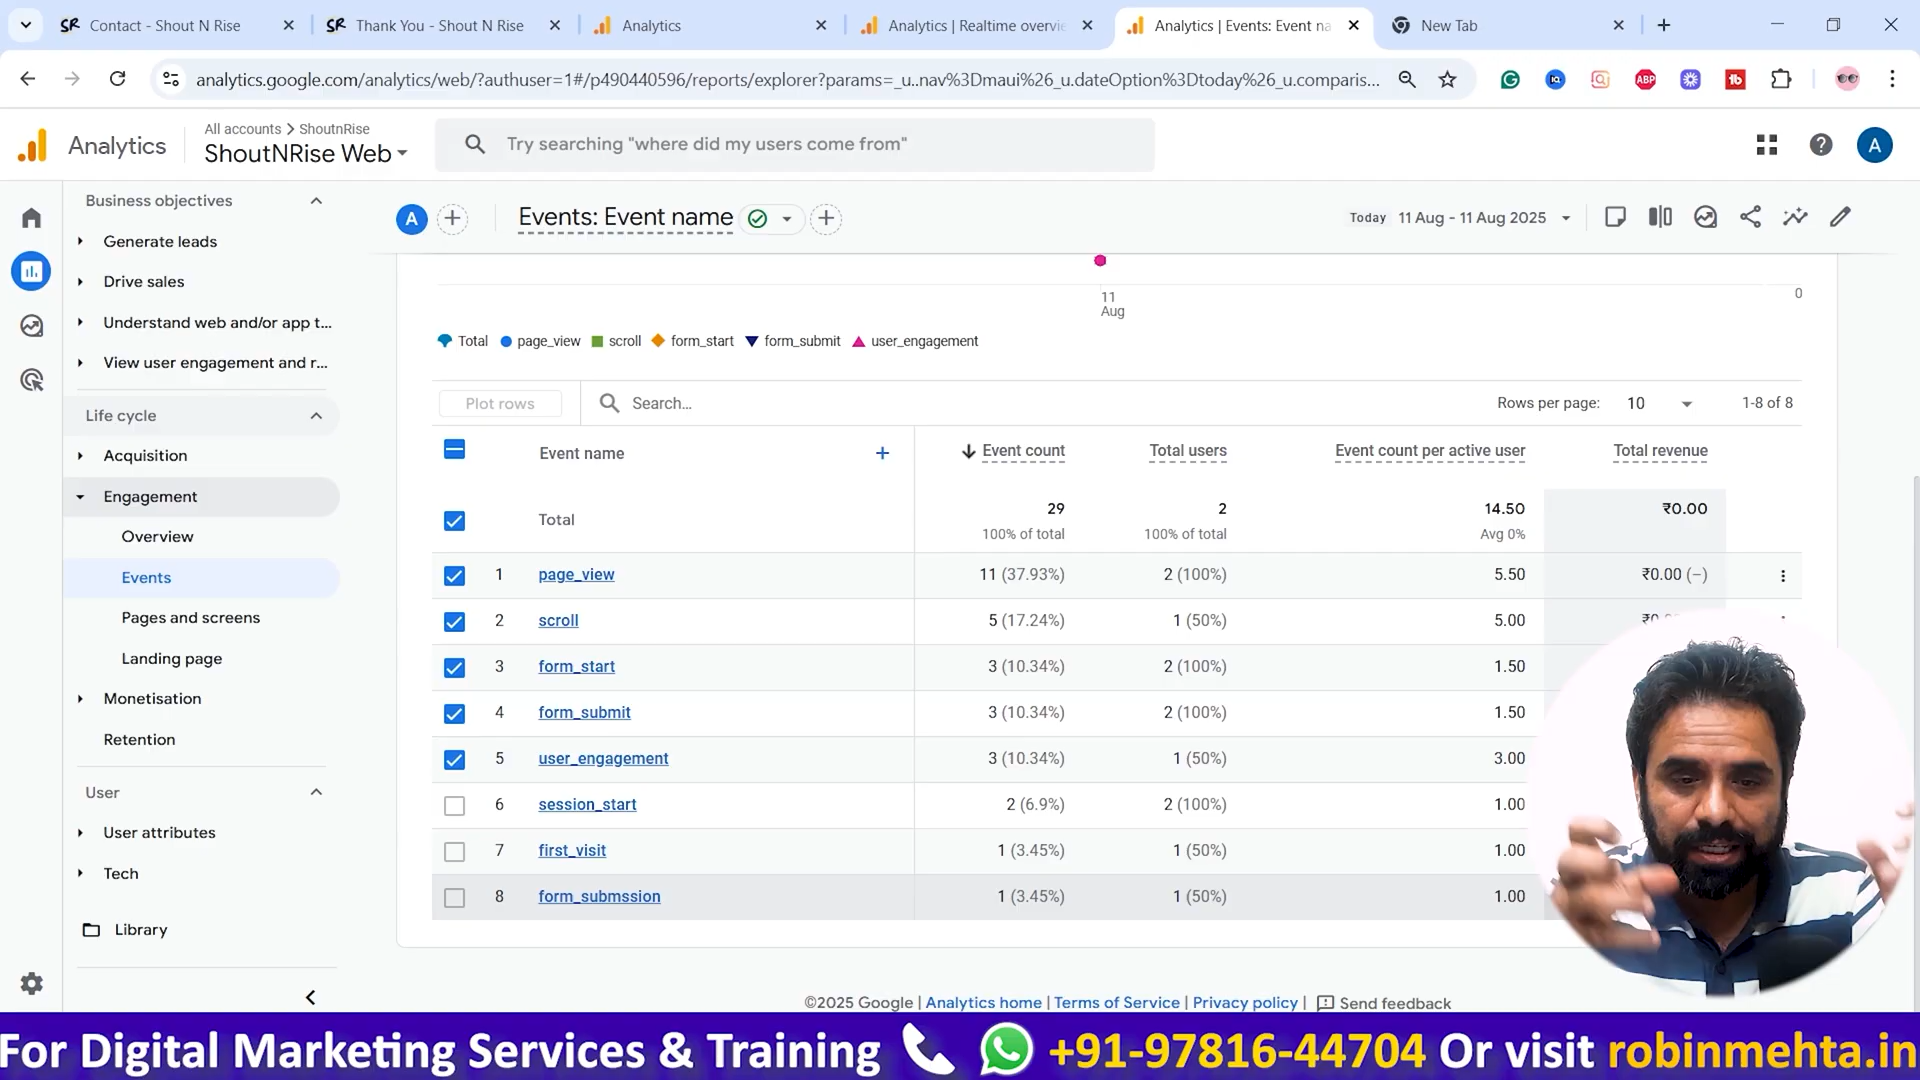 Contact - Shout N Rise
Thank You - Shout N Rise
Analytics
Analytics | Realtime overvie
Analytics | Events: Event na
New Tab
analytics.google.com/analytics/web/?authuser=1#/p490440596/reports/explorer?params=_u..nav%3Dmaui%26_u.dateOption%3Dtoday%26_u.comparis...
Analytics
All accounts > ShoutnRise
ShoutNRise Web
Try searching "where did my users come from"
A
Business objectives
Generate leads
Drive sales
Understand web and/or app t...
View user engagement and r...
Life cycle
Acquisition
Engagement
Overview
Events
Pages and screens
Landing page
Monetisation
Retention
User
User attributes
Tech
Library
A
Events: Event name
Today 11 Aug - 11 Aug 2025
11
Aug
0
Total page_view scroll form_start form_submit user_engagement
Plot rows Search... Rows per page: 10 1-8 of 8
Event name + Event count Total users Event count per active user Total revenue
Total 29 2 14.50 ₹0.00
100% of total 100% of total Avg 0%
1 page_view 11 (37.93%) 2 (100%) 5.50 ₹0.00 (–)
2 scroll 5 (17.24%) 1 (50%) 5.00
3 form_start 3 (10.34%) 2 (100%) 1.50
4 form_submit 3 (10.34%) 2 (100%) 1.50
5 user_engagement 3 (10.34%) 1 (50%) 3.00
6 session_start 2 (6.9%) 2 (100%) 1.00
7 first_visit 1 (3.45%) 1 (50%) 1.00
8 form_submssion 1 (3.45%) 1 (50%) 1.00
©2025 Google | Analytics home | Terms of Service | Privacy policy | Send feedback
For Digital Marketing Services & Training +91-97816-44704 Or visit robinmehta.in